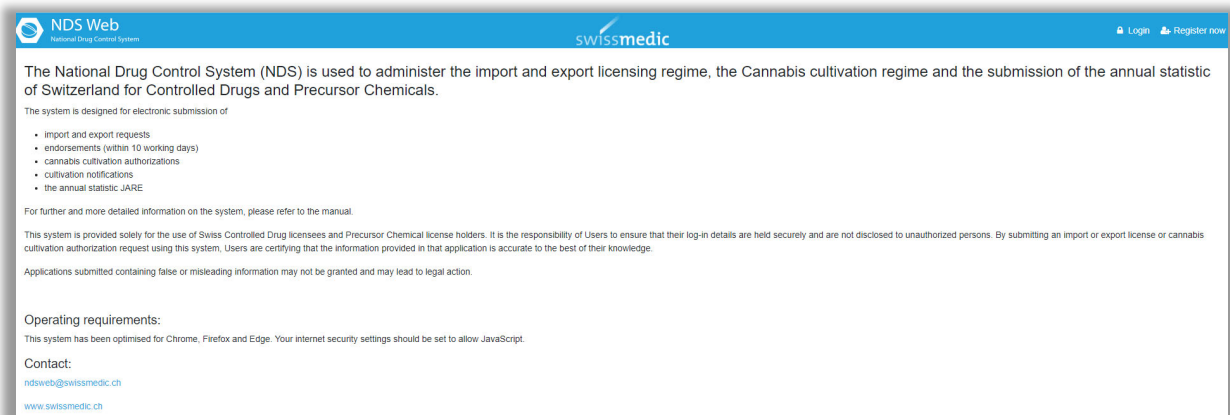 NDS Web
National Drug Control System
swissmedic
Login Register now
The National Drug Control System (NDS) is used to administer the import and export licensing regime, the Cannabis cultivation regime and the submission of the annual statistic
of Switzerland for Controlled Drugs and Precursor Chemicals.
The system is designed for electronic submission of
• import and export requests
• endorsements (within 10 working days)
• cannabis cultivation authorizations
• cultivation notifications
• the annual statistic JARE
For further and more detailed information on the system, please refer to the manual.
This system is provided solely for the use of Swiss Controlled Drug licensees and Precursor Chemical license holders. It is the responsibility of Users to ensure that their log-in details are held securely and are not disclosed to unauthorized persons. By submitting an import or export license or cannabis
cultivation authorization request using this system, Users are certifying that the information provided in that application is accurate to the best of their knowledge.
Applications submitted containing false or misleading information may not be granted and may lead to legal action.
Operating requirements:
This system has been optimised for Chrome, Firefox and Edge. Your internet security settings should be set to allow JavaScript.
Contact:
ndsweb@swissmedic.ch
www.swissmedic.ch